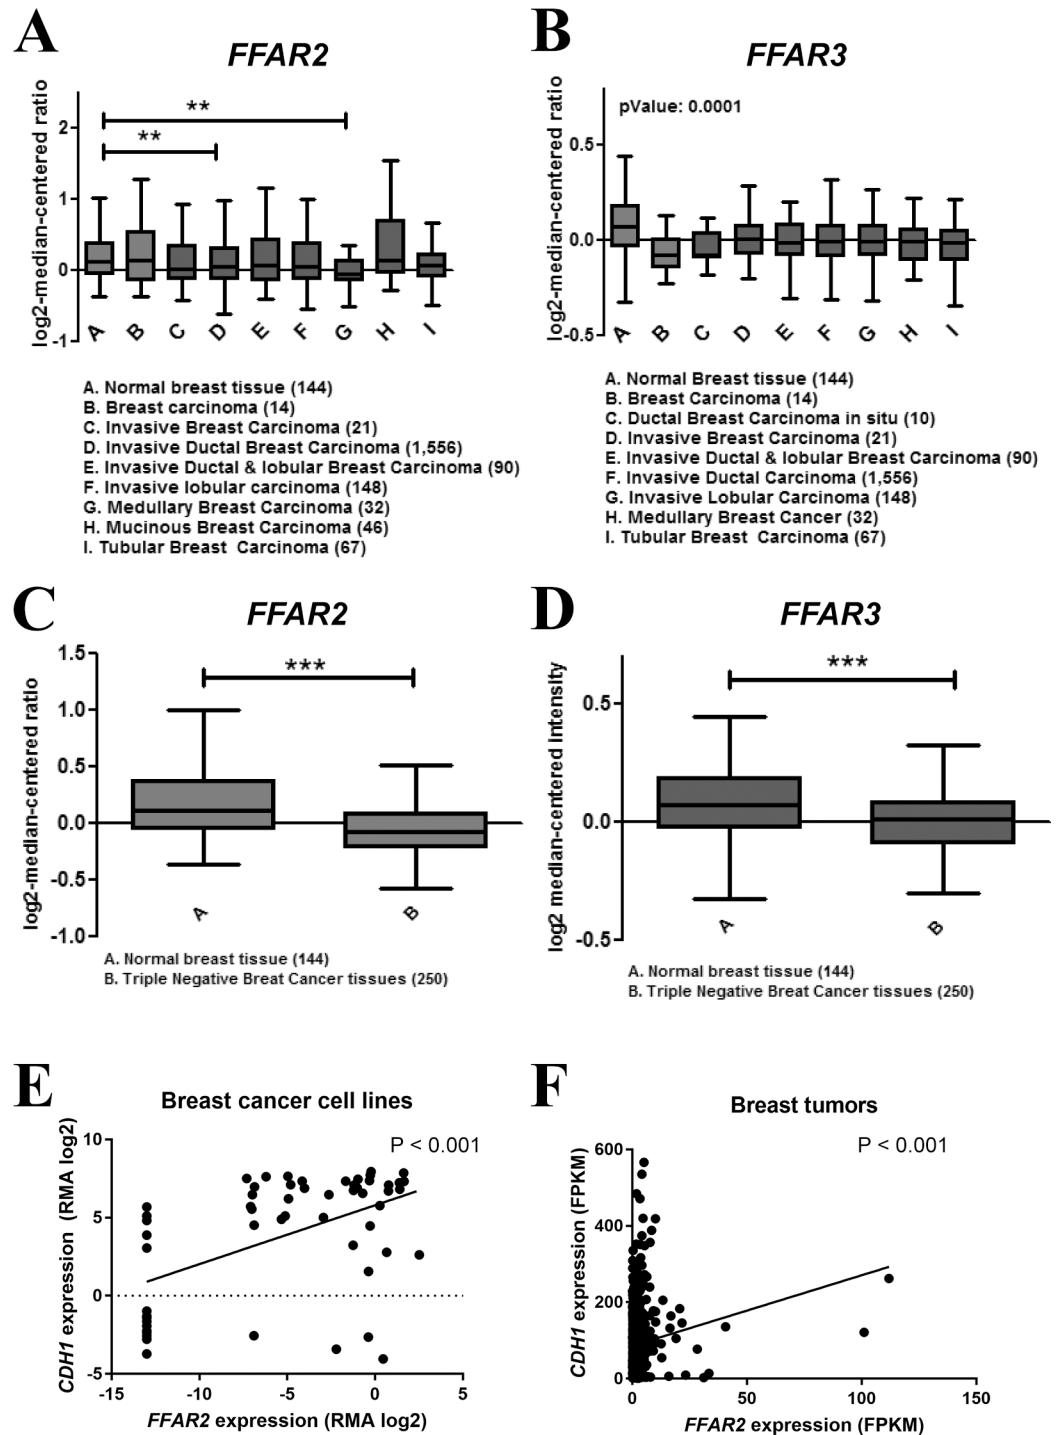 A
FFAR2
log2-median-centered ratio
2
1
0
-1
**
**
A B C D E F G H I
A. Normal breast tissue (144)
B. Breast carcinoma (14)
C. Invasive Breast Carcinoma (21)
D. Invasive Ductal Breast Carcinoma (1,556)
E. Invasive Ductal & lobular Breast Carcinoma (90)
F. Invasive lobular carcinoma (148)
G. Medullary Breast Carcinoma (32)
H. Mucinous Breast Carcinoma (46)
I. Tubular Breast Carcinoma (67)
B
FFAR3
log2-median-centered ratio
pValue: 0.0001
0.5
0.0
-0.5
A B C D E F G H I
A. Normal Breast tissue (144)
B. Breast Carcinoma (14)
C. Ductal Breast Carcinoma in situ (10)
D. Invasive Breast Carcinoma (21)
E. Invasive Ductal & lobular Breast Carcinoma (90)
F. Invasive Ductal Carcinoma (1,556)
G. Invasive Lobular Carcinoma (148)
H. Medullary Breast Cancer (32)
I. Tubular Breast Carcinoma (67)
C
FFAR2
log2-median-centered ratio
1.5
1.0
0.5
0.0
-0.5
-1.0
***
A B
A. Normal breast tissue (144)
B. Triple Negative Breat Cancer tissues (250)
D
FFAR3
log2 median-centered intensity
0.5
0.0
-0.5
***
A B
A. Normal breast tissue (144)
B. Triple Negative Breat Cancer tissues (250)
E
Breast cancer cell lines
P < 0.001
CDH1 expression (RMA log2)
10
5
0
-5
-15 -10 -5 0 5
FFAR2 expression (RMA log2)
F
Breast tumors
P < 0.001
CDH1 expression (FPKM)
600
400
200
0
0 50 100 150
FFAR2 expression (FPKM)